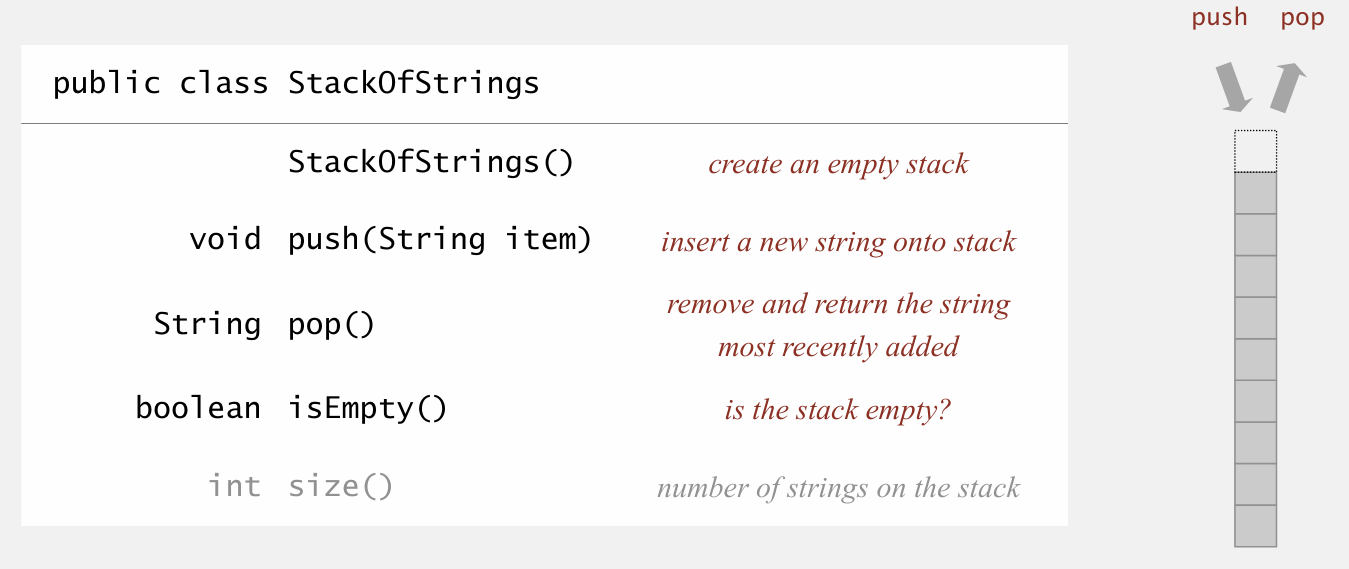 push pop
public class StackOfStrings
StackOfStrings() create an empty stack
void push(String item) insert a new string onto stack
String pop() remove and return the string
most recently added
boolean isEmpty() is the stack empty?
int size() number of strings on the stack